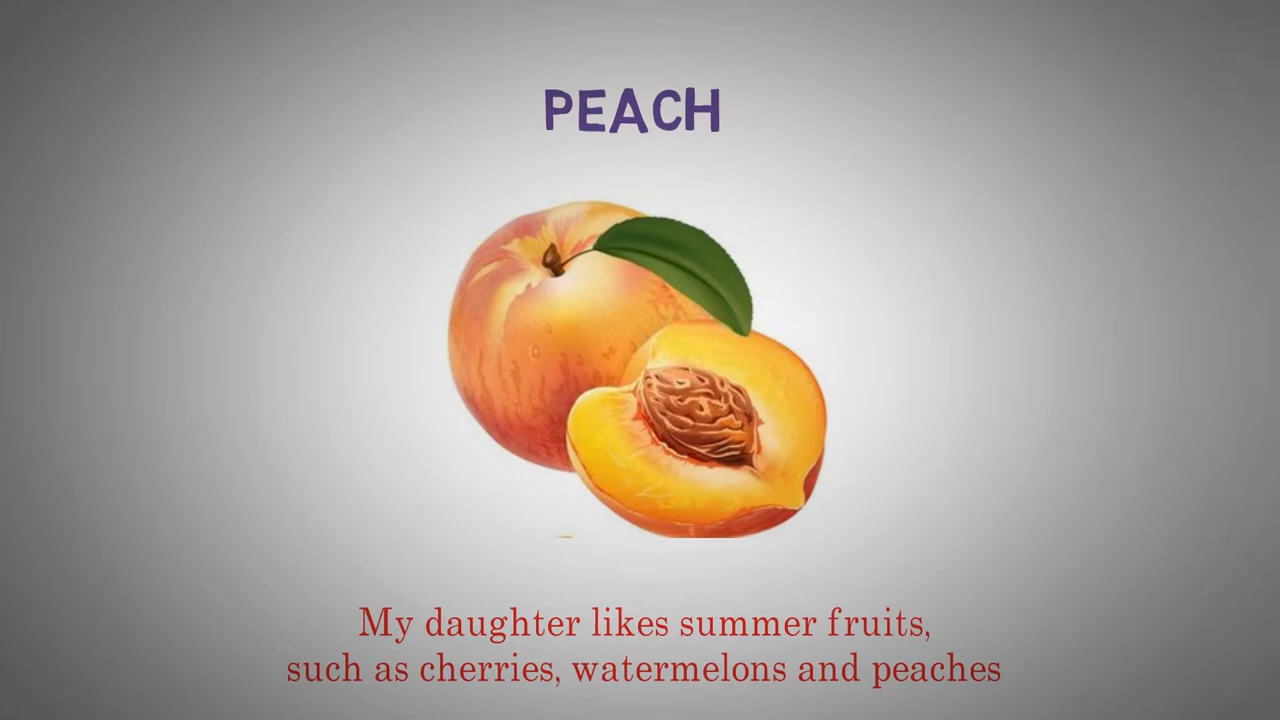 PEACH
My daughter likes summer fruits,
such as cherries, watermelons and peaches